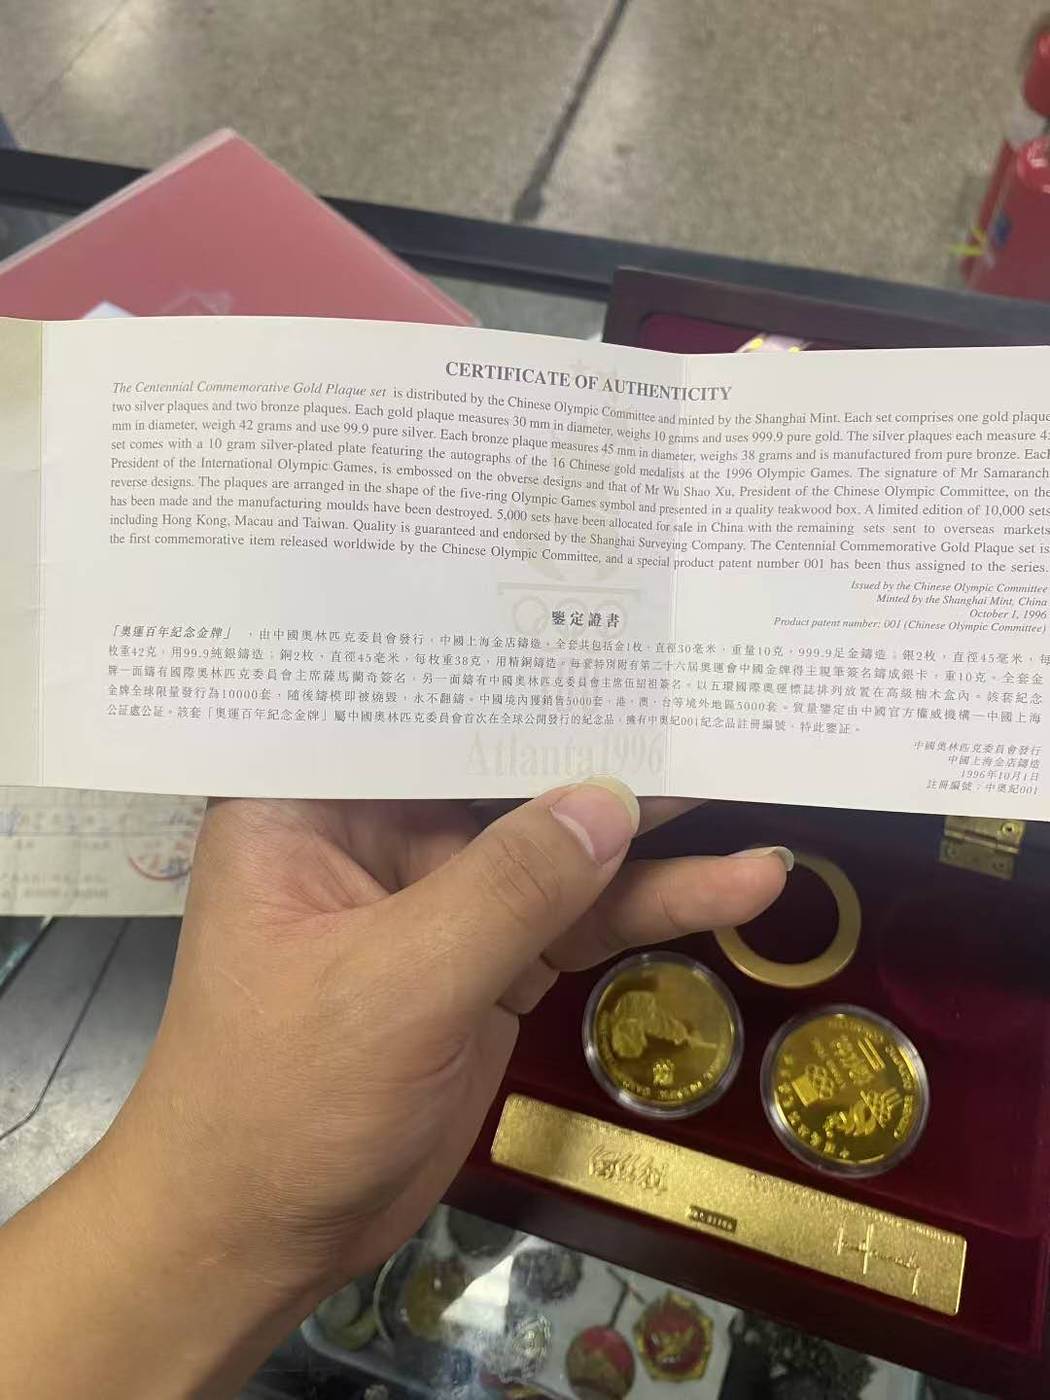 CERTIFICATE OF AUTHENTICITY
The Centennial Commemorative Gold Plaque set is distributed by the Chinese Olympic Committee and minted by the Shanghai Mint. Each set comprises one gold plaque
two silver plaques and two bronze plaques. Each gold plaque measures 30 mm in diameter, weighs 10 grams and uses 999.9 pure gold. The silver plaques each measure
mm in diameter, weigh 42 grams and use 99.9 pure silver. Each bronze plaque measures 45 mm in diameter, weighs 38 grams and is manufactured from pure bronze. Each
set comes with a 10 gram silver-plated plate featuring the autographs of the 16 Chinese gold medalists at the 1996 Olympic Games. The signature of Mr Samaranch
President of the International Olympic Games, is embossed on the obverse designs and that of Mr Wu Shao Xu, President of the Chinese Olympic Committee, on the
reverse designs. The plaques are arranged in the shape of the five-ring Olympic Games symbol and presented in a quality teakwood box. A limited edition of 10,000 sets
has been made and the manufacturing moulds have been destroyed. 5,000 sets have been allocated for sale in China with the remaining sets sent to overseas markets
including Hong Kong, Macau and Taiwan. Quality is guaranteed and endorsed by the Shanghai Surveying Company. The Centennial Commemorative Gold Plaque set is
the first commemorative item released worldwide by the Chinese Olympic Committee, and a special product patent number 001 has been thus assigned to the series.
Issued by the Chinese Olympic Committee
Minted by the Shanghai Mint, China
October 1, 1996
Product patent number: 001 (Chinese Olympic Committee)
鑒定證書
「奧運百年紀念金牌」，由中國奧林匹克委員會發行，中國上海金店鑄造。全套共包括金1枚，直徑30毫米，重量10克，999.9足金鑄造；銀2枚，直徑45毫米，每
枚重42克，用99.9純銀鑄造；銅2枚，直徑45毫米，每枚重38克，用精銅鑄造。每套特別附有第二十六屆奧運會中國金牌得主親筆簽名鑄成銀卡，重10克。全套金
牌一面鑄有國際奧林匹克委員會主席薩馬蘭奇簽名，另一面鑄有中國奧林匹克委員會主席伍紹祖簽名。以五環國際奧運標誌排列放置在高級柚木盒內。該套紀念
金牌全球限量發行為10000套，隨後鑄模即被燒毀，永不翻鑄。中國境內獲銷售5000套，港、澳、台等境外地區5000套。質量鑒定由中國官方權威機構—中國上海
公証處公証。該套「奧運百年紀念金牌」屬中國奧林匹克委員會首次在全球公開發行的紀念品，擁有中奧紀001紀念品註冊編號，特此鑒証。
中國奧林匹克委員會發行
中國上海金店鑄造
1996年10月1日
註冊編號：中奧紀001
Atlanta1996